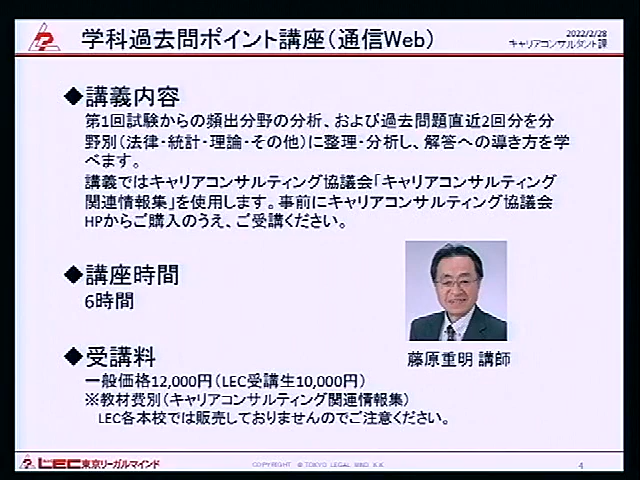 学科過去問ポイント講座(通信Web)
2022/2/28
キャリアコンサルタント課
◆講義内容
第1回試験からの頻出分野の分析、および過去問題直近2回分を分
野別(法律・統計・理論・その他)に整理・分析し、解答への導き方を学
べます。
講義ではキャリアコンサルティング協議会「キャリアコンサルティング
関連情報集」を使用します。事前にキャリアコンサルティング協議会
HPからご購入のうえ、ご受講ください。
◆講座時間
6時間
藤原重明 講師
◆受講料
一般価格12,000円(LEC受講生10,000円)
※教材費別(キャリアコンサルティング関連情報集)
LEC各本校では販売しておりませんのでご注意ください。
LEC東京リーガルマインド
COPYRIGHT © TOKYO LEGAL MIND K.K
4